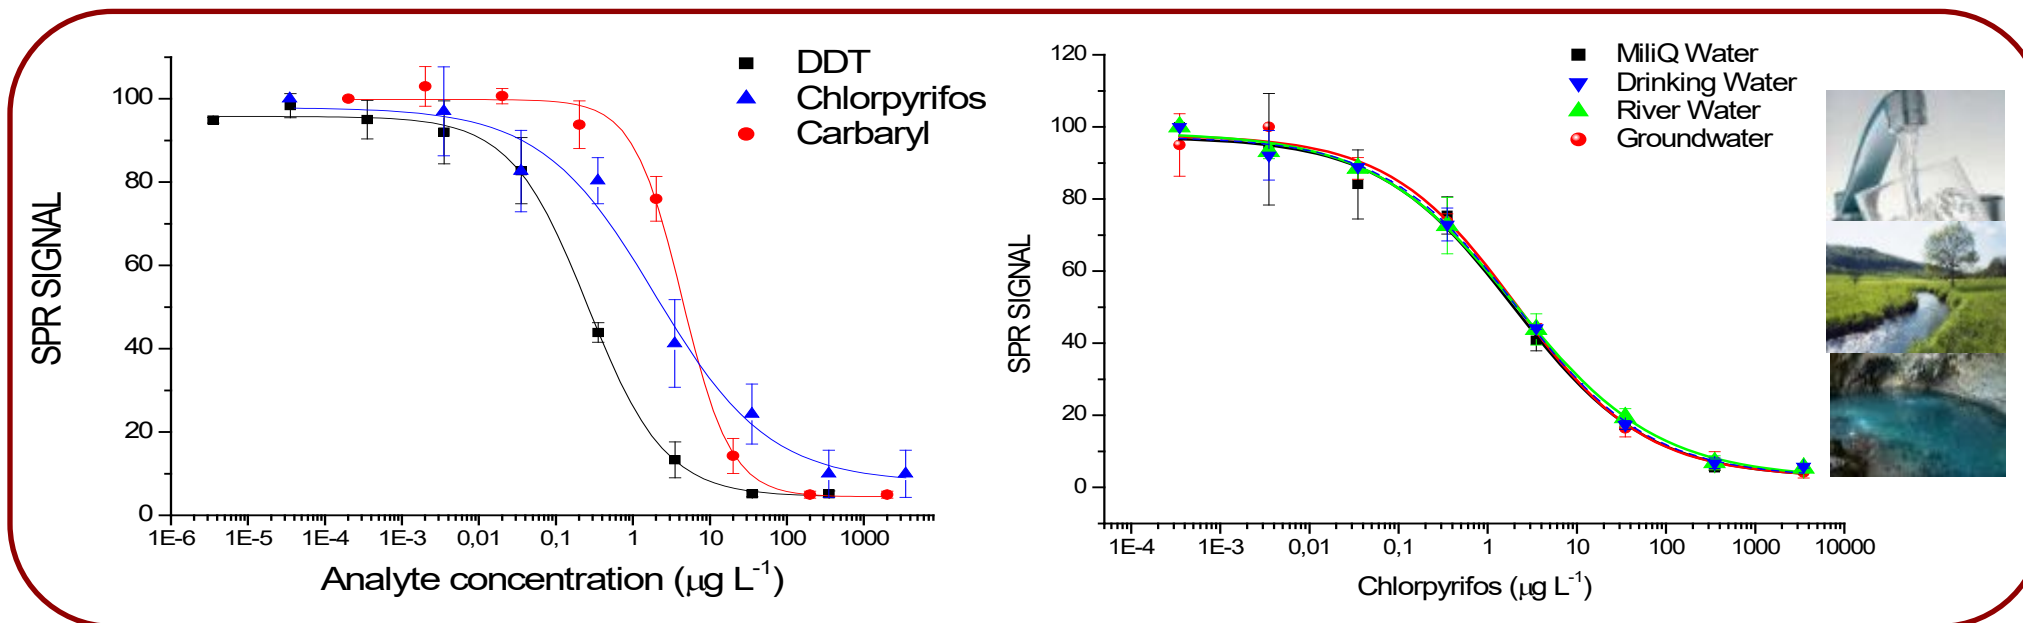 DDT
Chlorpyrifos
Carbaryl
100
80
60
40
20
0
SPR SIGNAL
1E-6 1E-5 1E-4 1E-3 0,01 0,1 1 10 100 1000
Analyte concentration (μg L⁻¹)
MiliQ Water
Drinking Water
River Water
Groundwater
120
100
80
60
40
20
0
SPR SIGNAL
1E-4 1E-3 0,01 0,1 1 10 100 1000 10000
Chlorpyrifos (μg L⁻¹)